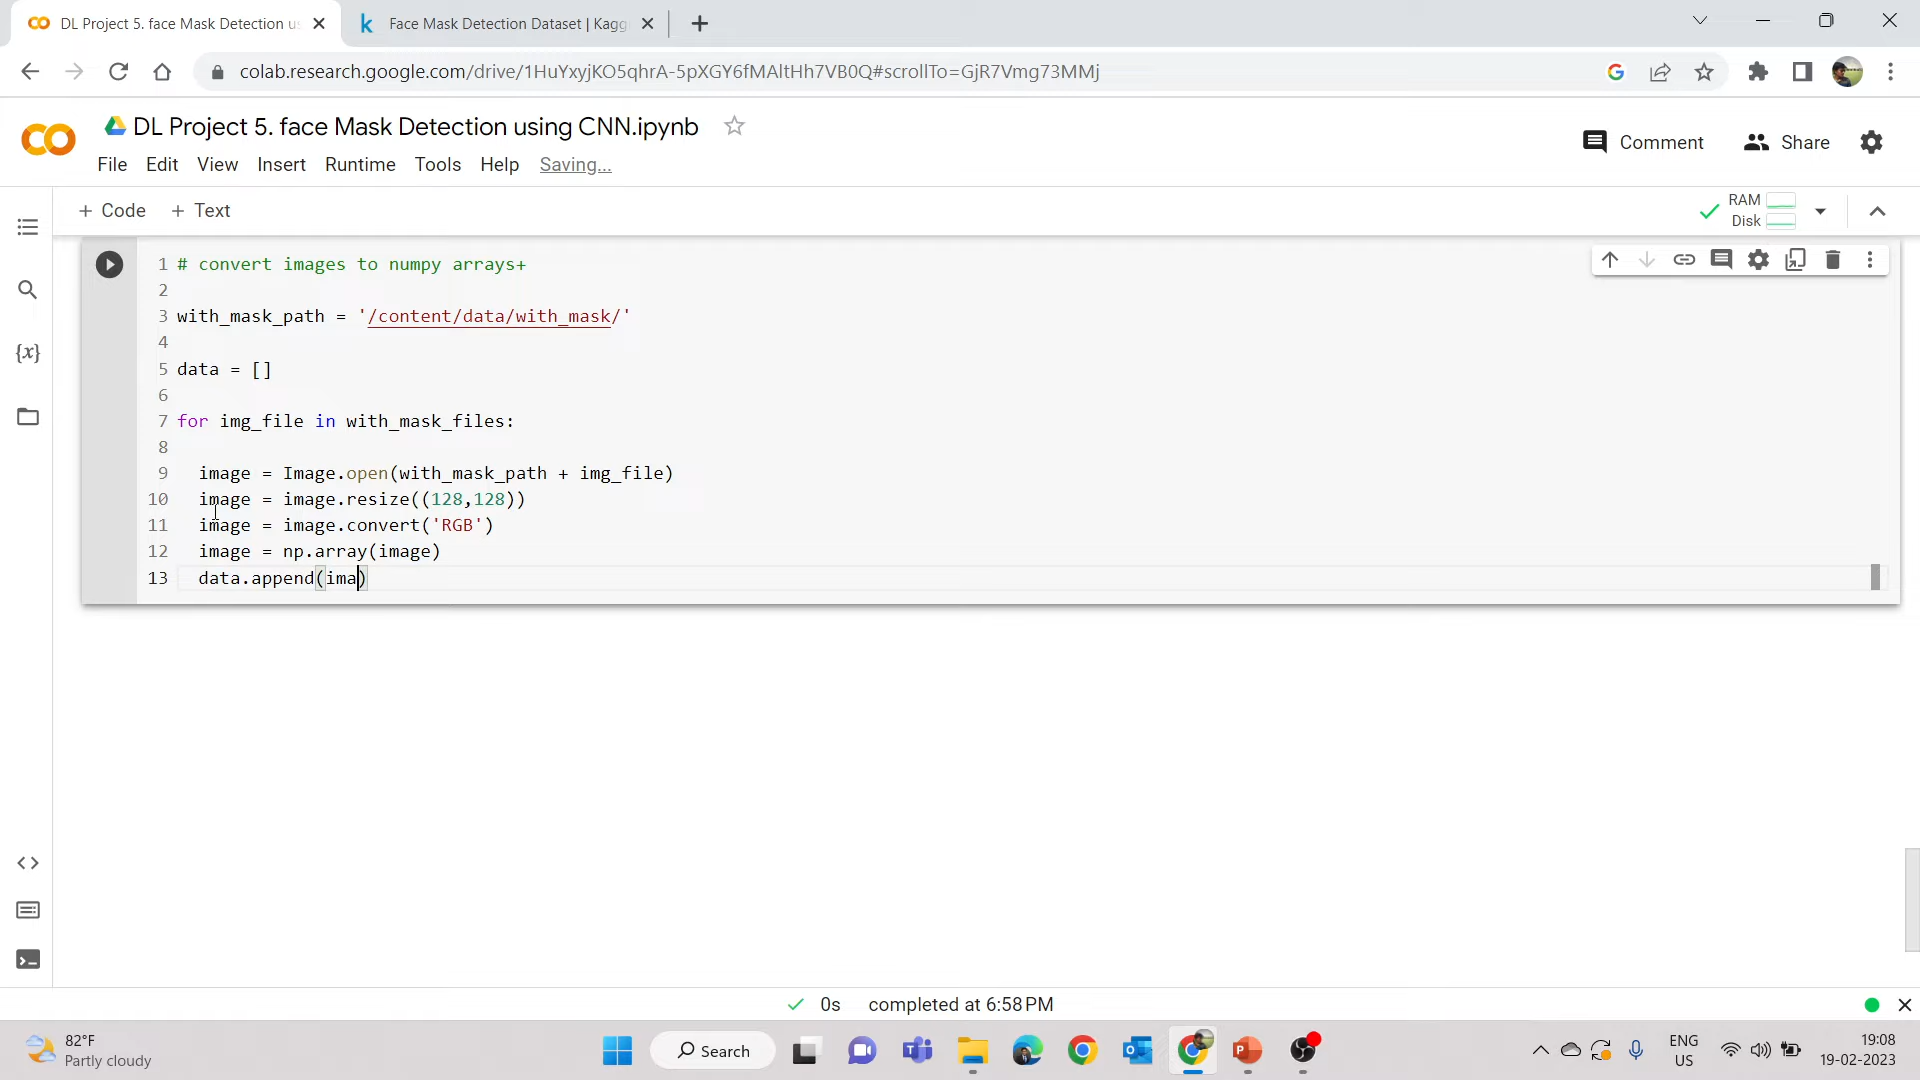 DL Project 5. face Mask Detection us
Face Mask Detection Dataset | Kagg
colab.research.google.com/drive/1HuYxyjKO5qhrA-5pXGY6fMAltHh7VB0Q#scrollTo=GjR7Vmg73MMj
DL Project 5. face Mask Detection using CNN.ipynb
File Edit View Insert Runtime Tools Help Saving...
Comment Share
+ Code + Text
RAM
Disk
1 # convert images to numpy arrays+
2
3 with_mask_path = '/content/data/with_mask/'
4
5 data = []
6
7 for img_file in with_mask_files:
8
9 image = Image.open(with_mask_path + img_file)
10 image = image.resize((128,128))
11 image = image.convert('RGB')
12 image = np.array(image)
13 data.append(ima)
{x}
0s completed at 6:58 PM
82°F
Partly cloudy
Search
ENG
US
19:08
19-02-2023